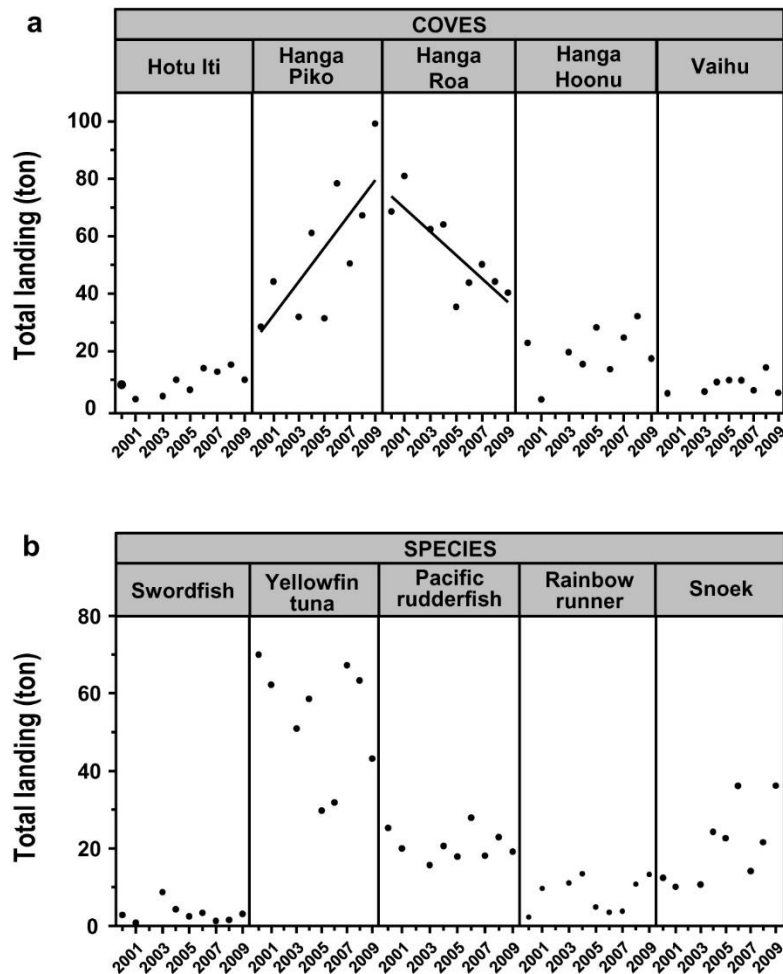 a
COVES
Hotu Iti
Hanga
Piko
Hanga
Roa
Hanga
Hoonu
Vaihu
Total landing (ton)
100
80
60
40
20
0
2001 2003 2005 2007 2009 2001 2003 2005 2007 2009 2001 2003 2005 2007 2009 2001 2003 2005 2007 2009 2001 2003 2005 2007 2009
b
SPECIES
Swordfish
Yellowfin
tuna
Pacific
rudderfish
Rainbow
runner
Snoek
Total landing (ton)
80
60
40
20
0
2001 2003 2005 2007 2009 2001 2003 2005 2007 2009 2001 2003 2005 2007 2009 2001 2003 2005 2007 2009 2001 2003 2005 2007 2009